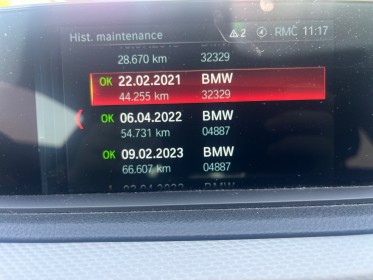 Hist. maintenance 2 RMC 11:17
28.670 km 32329
OK 22.02.2021 BMW
44.255 km 32329
OK 06.04.2022 BMW
54.731 km 04887
OK 09.02.2023 BMW
66.607 km 04887